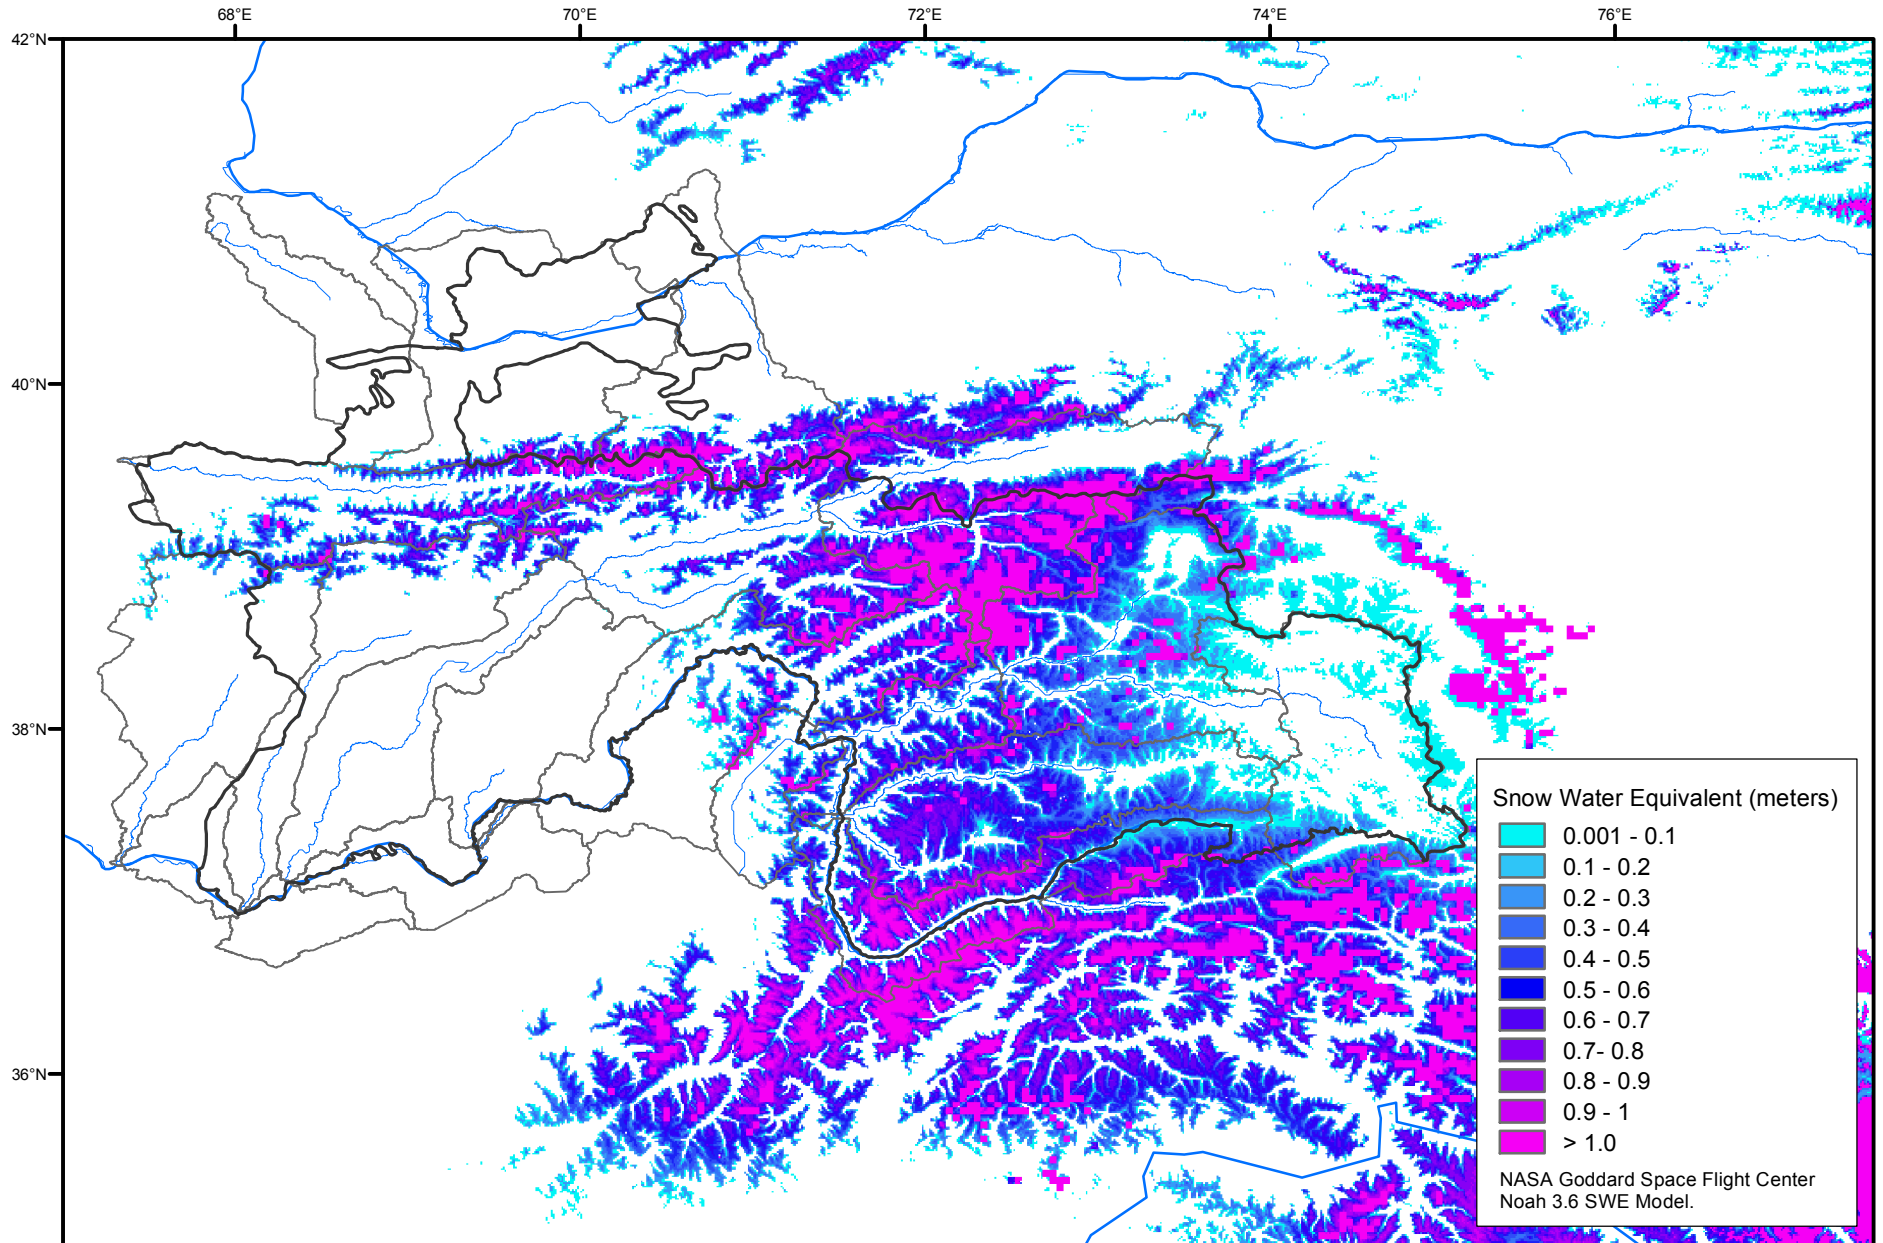 68°E
70°E
72°E
74°E
76°E
42°N
40°N
38°N
36°N
Snow Water Equivalent (meters)
0.001 - 0.1
0.1 - 0.2
0.2 - 0.3
0.3 - 0.4
0.4 - 0.5
0.5 - 0.6
0.6 - 0.7
0.7- 0.8
0.8 - 0.9
0.9 - 1
> 1.0
NASA Goddard Space Flight Center
Noah 3.6 SWE Model.